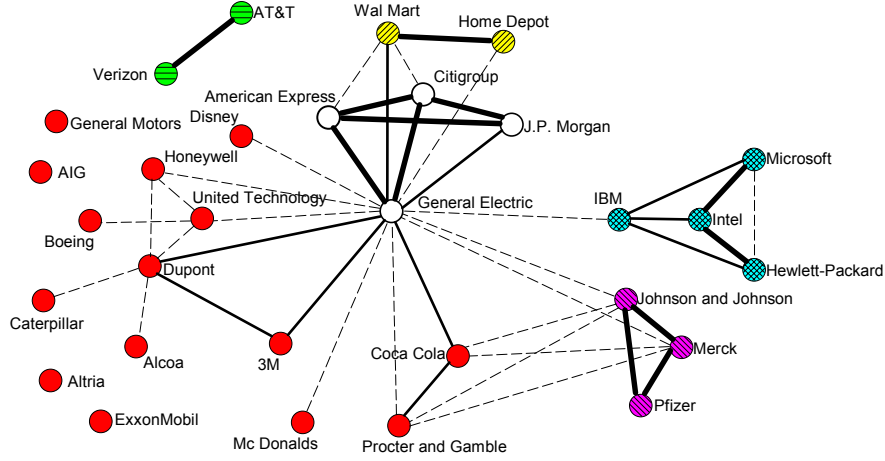 AT&T
Wal Mart
Home Depot
Verizon
Citigroup
American Express
General Motors
Disney
J.P. Morgan
Honeywell
Microsoft
AIG
United Technology
General Electric
IBM
Intel
Boeing
Dupont
Hewlett-Packard
Johnson and Johnson
Caterpillar
Alcoa
3M
Coca Cola
Merck
Altria
Pfizer
ExxonMobil
Mc Donalds
Procter and Gamble